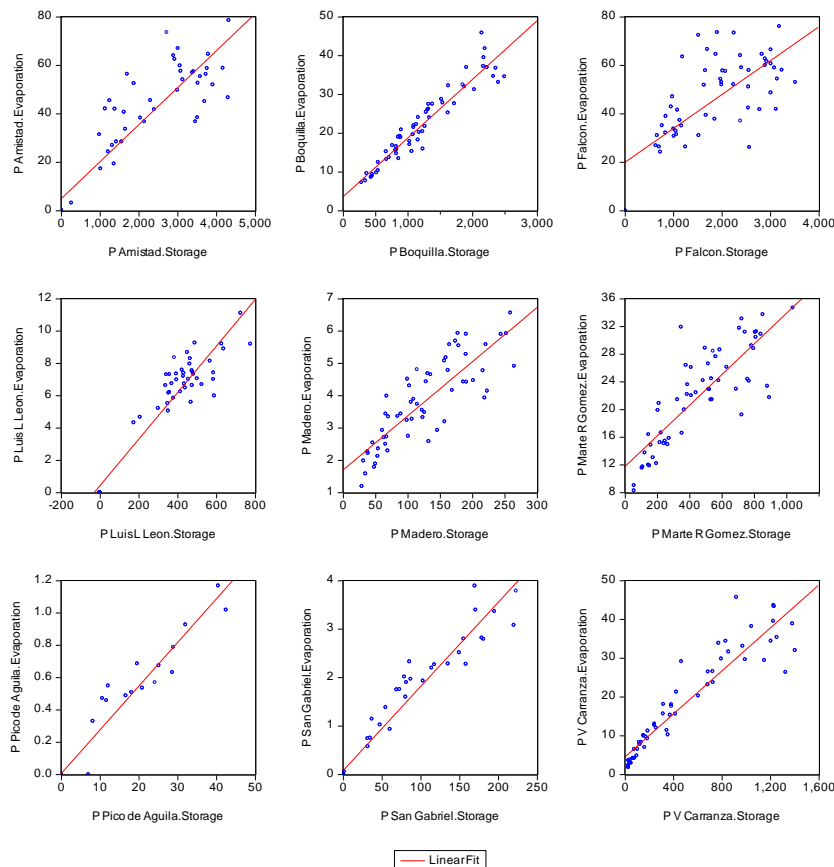 80
60
40
20
0
0 1,000 2,000 3,000 4,000 5,000
P Amistad.Evaporation
P Amistad.Storage
50
40
30
20
10
0
0 500 1,000 2,000 3,000
P Boquilla.Evaporation
P Boquilla.Storage
80
60
40
20
0
0 1,000 2,000 3,000 4,000
P Falcon.Evaporation
P Falcon.Storage
12
10
8
6
4
2
0
-200 0 200 400 600 800
P Luis L Leon.Evaporation
P Luis L Leon.Storage
7
6
5
4
3
2
1
0 50 100 150 200 250 300
P Madero.Evaporation
P Madero.Storage
36
32
28
24
20
16
12
8
0 200 400 600 800 1,000
P Marte R Gomez.Evaporation
P Marte R Gomez.Storage
1.2
1.0
0.8
0.6
0.4
0.2
0.0
0 10 20 30 40 50
P Pico de Aguila.Evaporation
P Pico de Aguila.Storage
4
3
2
1
0
0 50 100 150 200 250
P San Gabriel.Evaporation
P San Gabriel.Storage
50
40
30
20
10
0
0 400 800 1,200 1,600
P V Carranza.Evaporation
P V Carranza.Storage
Linear Fit